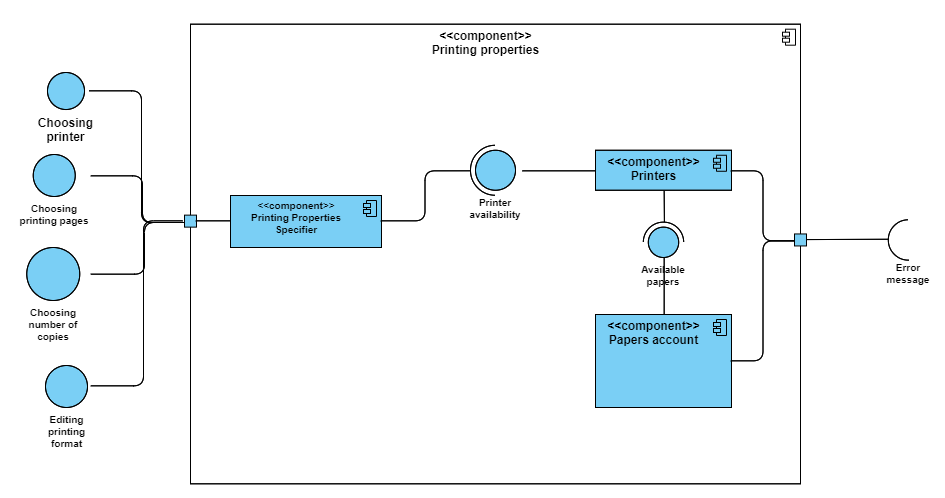 <<component>>
Printing properties
Choosing
printer
Choosing
printing pages
Choosing
number of
copies
Editing
printing
format
<<component>>
Printing Properties
Specifier
Printer
availability
<<component>>
Printers
Available
papers
<<component>>
Papers account
Error
message